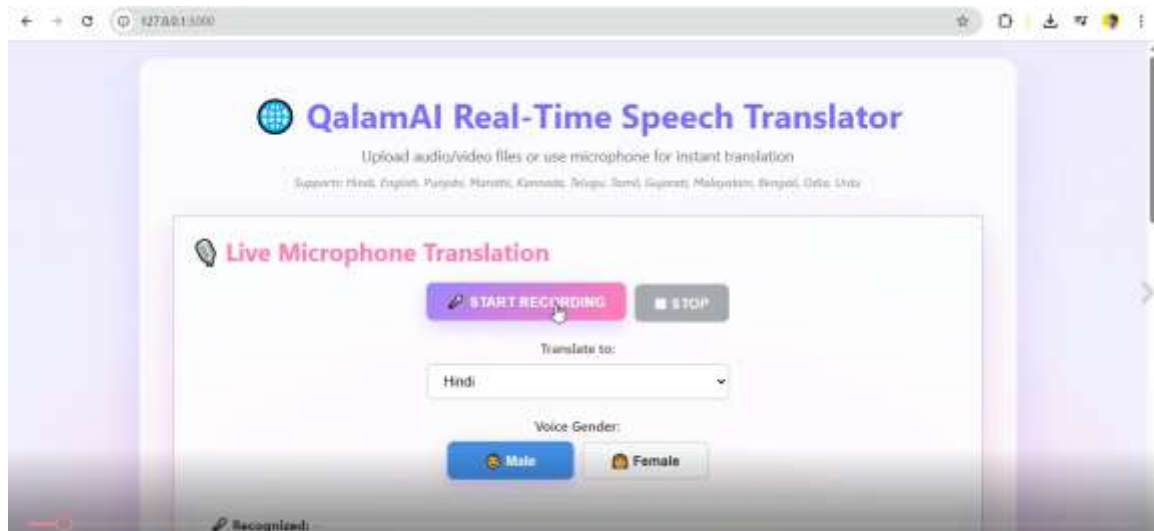 127.0.0.1:5000
QalamAI Real-Time Speech Translator
Upload audio/video files or use microphone for instant translation
Supports: Hindi, English, Punjabi, Marathi, Kannada, Telugu, Tamil, Gujarati, Malayalam, Bengali, Odia, Urdu
Live Microphone Translation
START RECORDING
STOP
Translate to:
Hindi
Voice Gender:
Male
Female
Recognized: